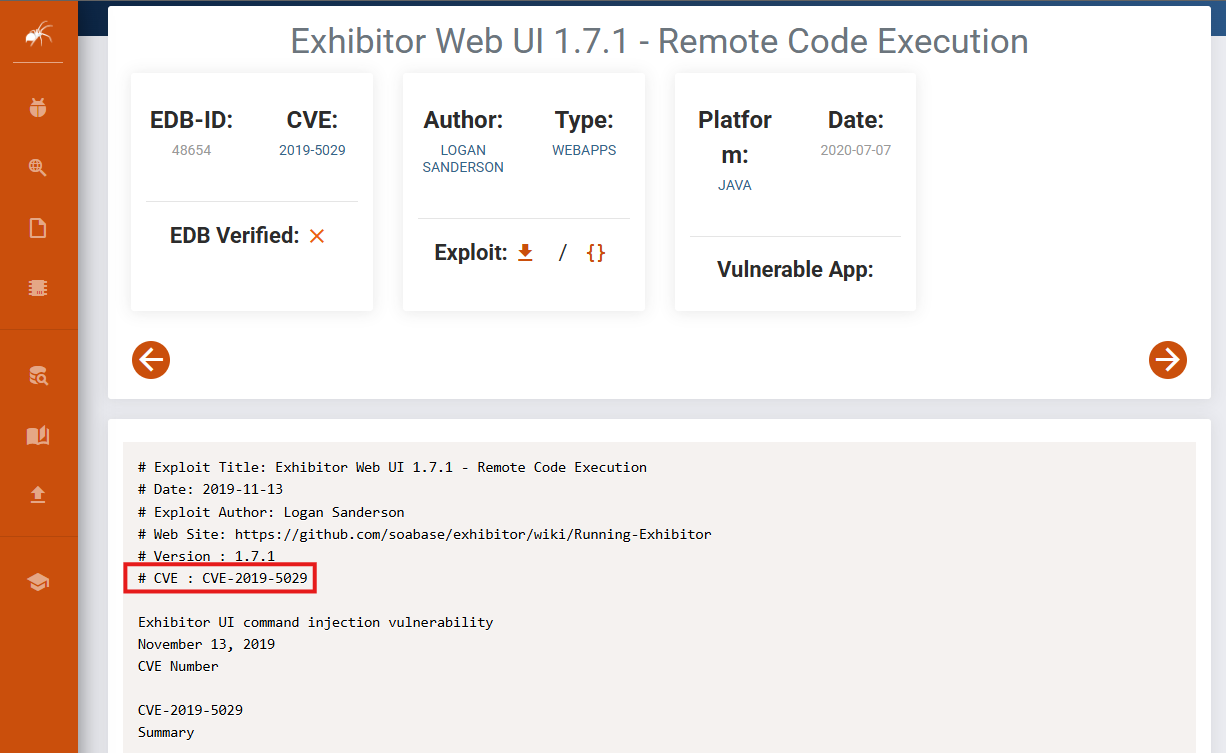 Exhibitor Web UI 1.7.1 - Remote Code Execution
EDB-ID:
48654
CVE:
2019-5029
EDB Verified:
Author:
LOGAN
SANDERSON
Type:
WEBAPPS
Exploit: / {}
Platfor
m:
JAVA
Date:
2020-07-07
Vulnerable App:
# Exploit Title: Exhibitor Web UI 1.7.1 - Remote Code Execution
# Date: 2019-11-13
# Exploit Author: Logan Sanderson
# Web Site: https://github.com/soabase/exhibitor/wiki/Running-Exhibitor
# Version : 1.7.1
# CVE : CVE-2019-5029
Exhibitor UI command injection vulnerability
November 13, 2019
CVE Number
CVE-2019-5029
Summary